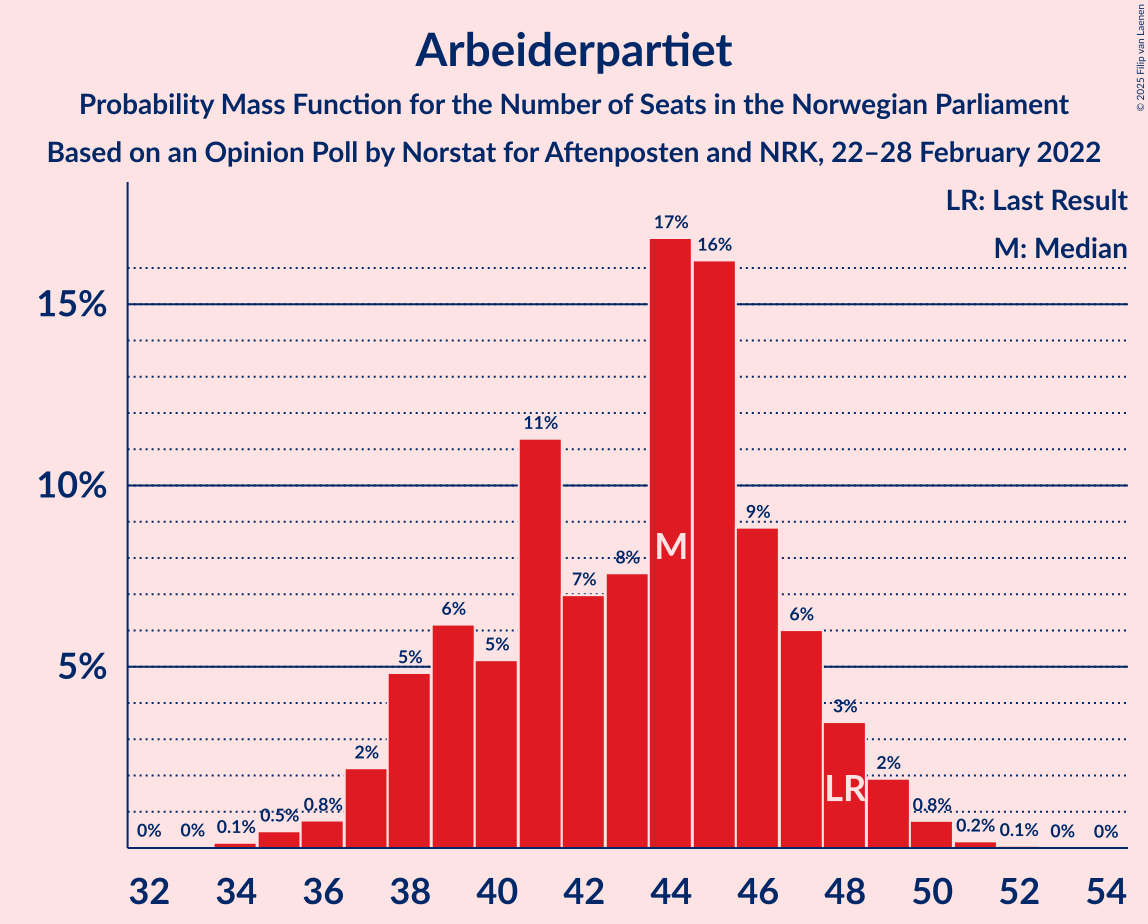 Arbeiderpartiet
Probability Mass Function for the Number of Seats in the Norwegian Parliament
Based on an Opinion Poll by Norstat for Aftenposten and NRK, 22–28 February 2022
© 2025 Filip van Laenen
LR: Last Result
M: Median
15%
10%
5%
0%
0%
0.1%
0.5%
0.8%
2%
5%
6%
5%
11%
7%
8%
17%
16%
9%
6%
3%
2%
0.8%
0.2%
0.1%
0%
0%
M
LR
32 34 36 38 40 42 44 46 48 50 52 54